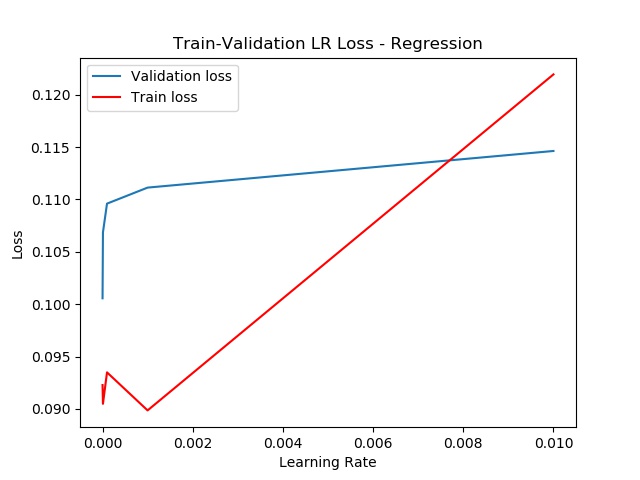 Train-Validation LR Loss - Regression
Validation loss
Train loss
0.120
0.115
0.110
0.105
0.100
0.095
0.090
Loss
0.000 0.002 0.004 0.006 0.008 0.010
Learning Rate